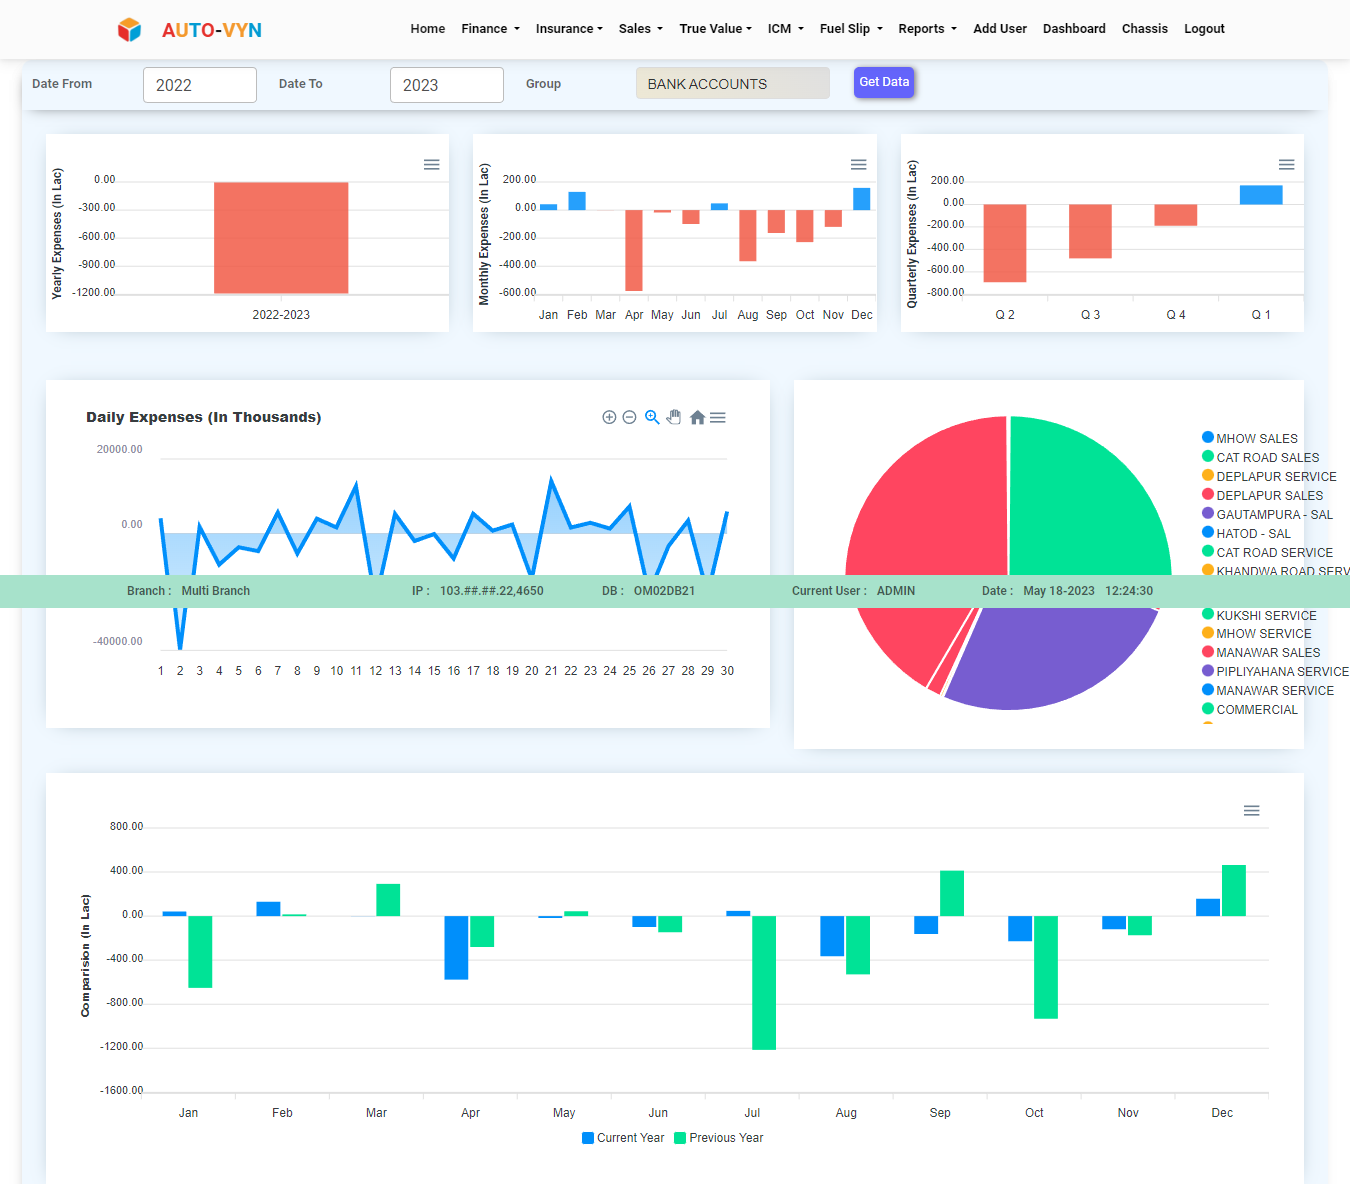 AUTO-VYN
Home Finance Insurance Sales True Value ICM Fuel Slip Reports Add User Dashboard Chassis Logout
Date From 2022 Date To 2023 Group BANK ACCOUNTS Get Data
Yearly Expenses (In Lac)
0.00
-300.00
-600.00
-900.00
-1200.00
2022-2023
Monthly Expenses (In Lac)
200.00
0.00
-200.00
-400.00
-600.00
Jan Feb Mar Apr May Jun Jul Aug Sep Oct Nov Dec
Quarterly Expenses (In Lac)
200.00
0.00
-200.00
-400.00
-600.00
-800.00
Q 2 Q 3 Q 4 Q 1
Daily Expenses (In Thousands)
20000.00
0.00
-40000.00
1 2 3 4 5 6 7 8 9 10 11 12 13 14 15 16 17 18 19 20 21 22 23 24 25 26 27 28 29 30
MHOW SALES
CAT ROAD SALES
DEPLAPUR SERVICE
DEPLAPUR SALES
GAUTAMPURA - SAL
HATOD - SAL
CAT ROAD SERVICE
KHANDWA ROAD SERV
Branch : Multi Branch IP : 103.##.##.22,4650 DB : OM02DB21 Current User : ADMIN Date : May 18-2023 12:24:30
KUKSHI SERVICE
MHOW SERVICE
MANAWAR SALES
PIPLIYAHANA SERVICE
MANAWAR SERVICE
COMMERCIAL
Comparision (In Lac)
800.00
400.00
0.00
-400.00
-800.00
-1200.00
-1600.00
Jan Feb Mar Apr May Jun Jul Aug Sep Oct Nov Dec
Current Year Previous Year